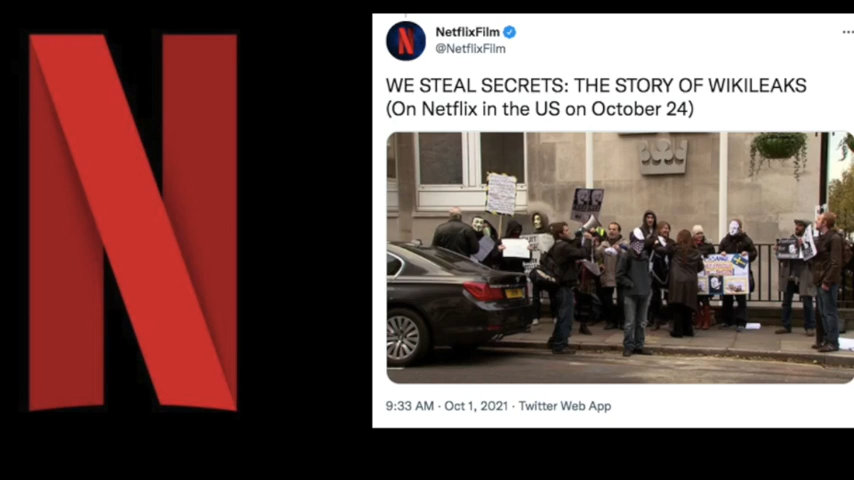 N
NetflixFilm
@NetflixFilm
WE STEAL SECRETS: THE STORY OF WIKILEAKS
(On Netflix in the US on October 24)
9:33 AM · Oct 1, 2021 · Twitter Web App